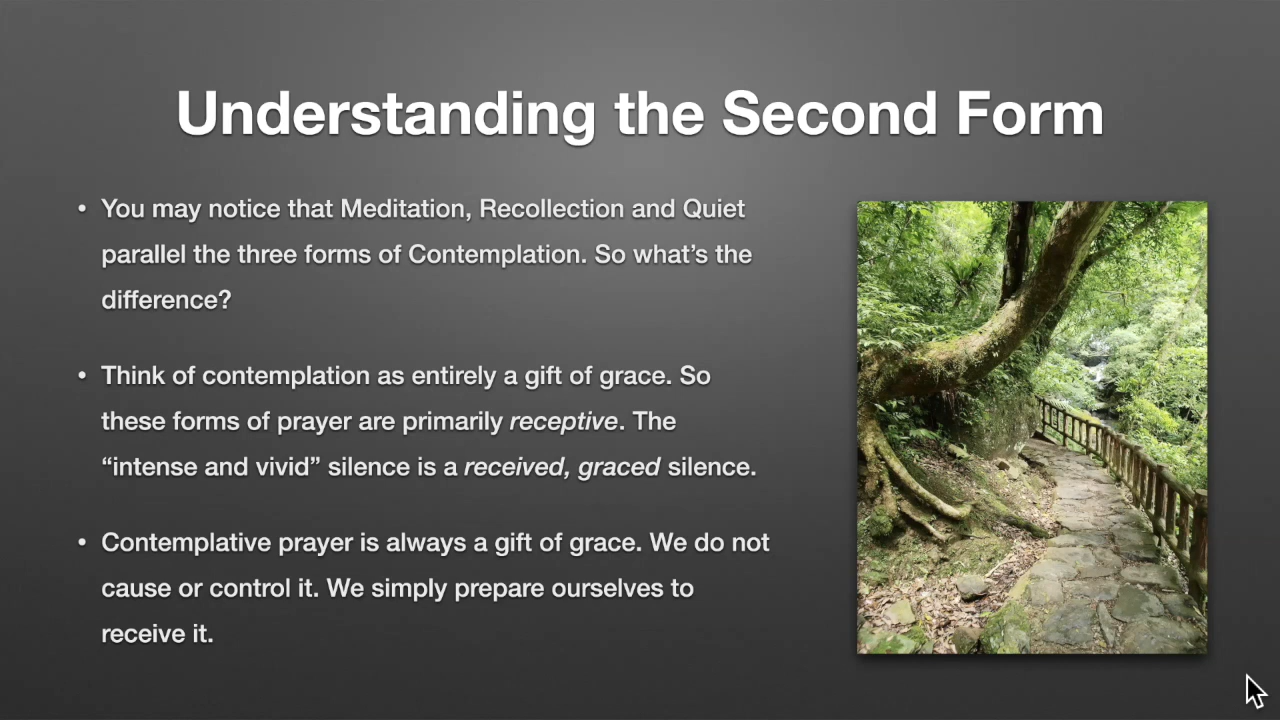 Understanding the Second Form
• You may notice that Meditation, Recollection and Quiet
parallel the three forms of Contemplation. So what’s the
difference?
• Think of contemplation as entirely a gift of grace. So
these forms of prayer are primarily receptive. The
“intense and vivid” silence is a received, graced silence.
• Contemplative prayer is always a gift of grace. We do not
cause or control it. We simply prepare ourselves to
receive it.